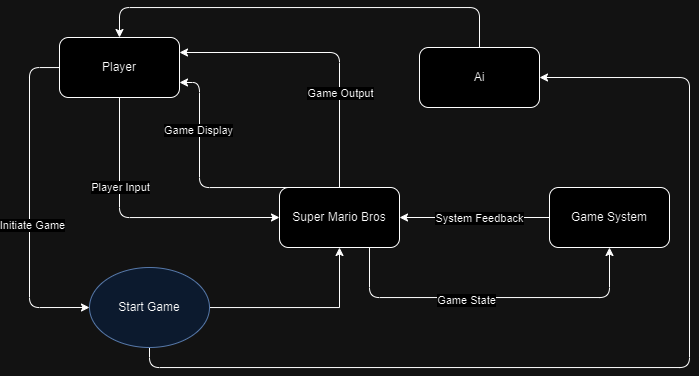 Player
Ai
Game Output
Game Display
Player Input
Initiate Game
Super Mario Bros
System Feedback
Game System
Start Game
Game State